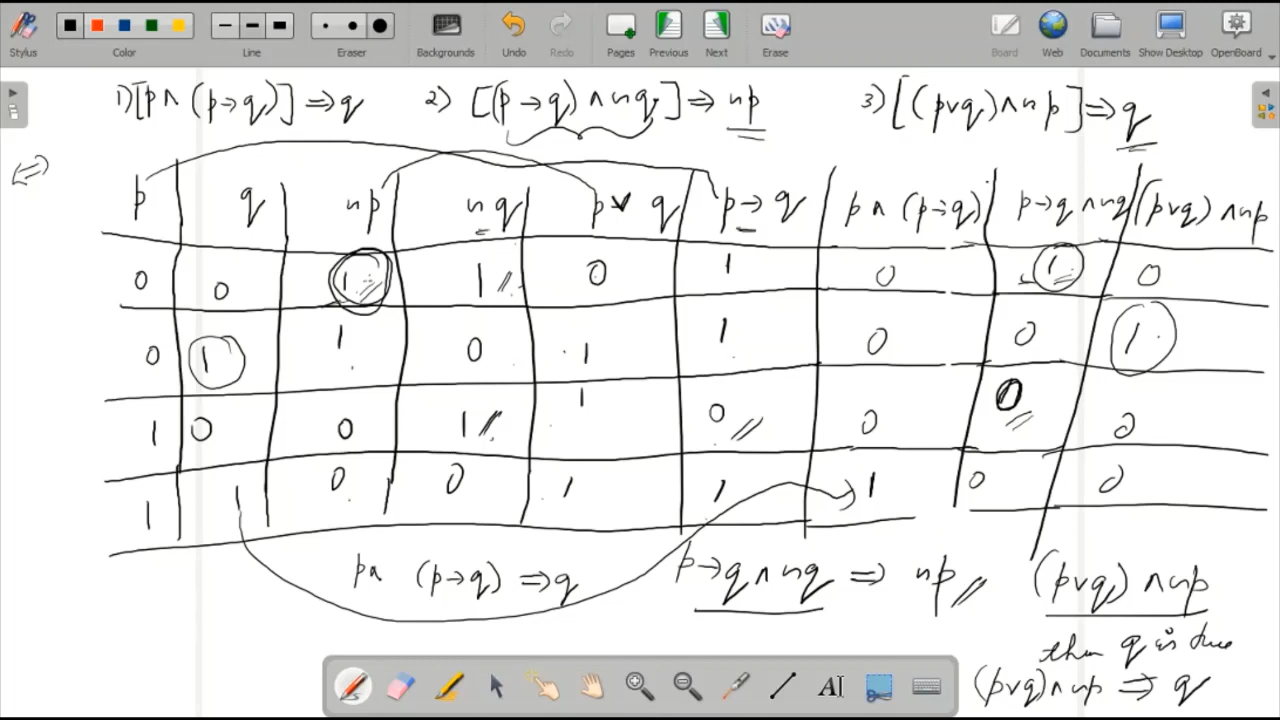 Stylus Color Line Eraser Backgrounds Undo Redo Pages Previous Next Erase Board Web Documents Show Desktop OpenBoard
1) [p∧ (p→q)] ⇒q 2) [(p→q) ∧ ¬q] ⇒ ¬p 3) [(p∨q)∧¬p] ⇒ q
⇔
p q ¬p ¬q p ∨ q p → q p∧ (p→q) p→q ∧¬q (p∨q) ∧¬p
0 0 1 1 0 1 0 1 0
0 1 1 0 1 1 0 0 1
1 0 0 1 1 0 0 0 0
1 1 0 0 1 1 1 0 0
p∧ (p→q) ⇒q p→q∧¬q ⇒ ¬p (p∨q) ∧¬p
then q is true
(p∨q)∧¬p ⇒ q